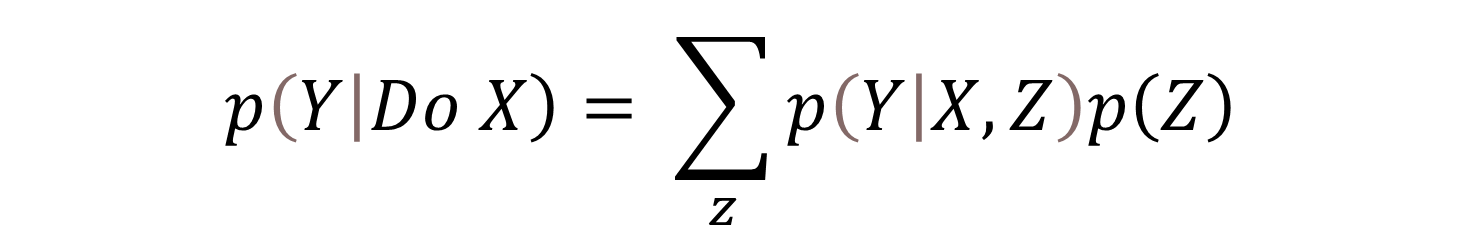 p(Y|Do X) = ∑ p(Y|X, Z)p(Z)
z